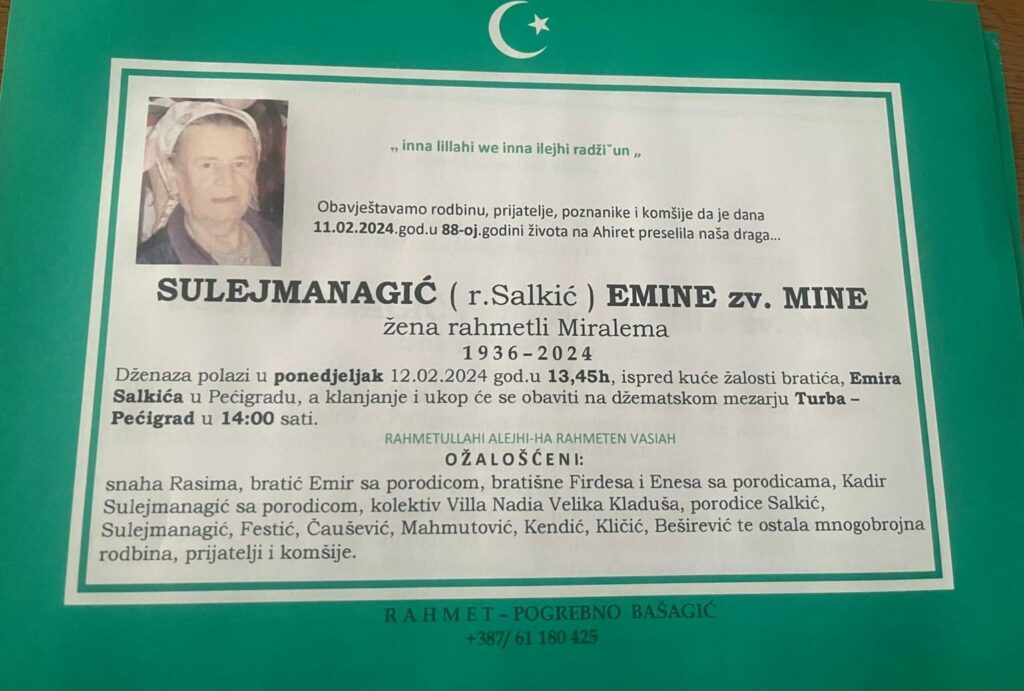 „ inna lillahi we inna ilejhi radžiˇun „
Obavještavamo rodbinu, prijatelje, poznanike i komšije da je dana
11.02.2024.god.u 88-oj.godini života na Ahiret preselila naša draga...
SULEJMANAGIĆ ( r.Salkić ) EMINE zv. MINE
žena rahmetli Miralema
1936-2024
Dženaza polazi u ponedjeljak 12.02.2024 god.u 13,45h, ispred kuće žalosti bratića, Emira
Salkića u Pećigradu, a klanjanje i ukop će se obaviti na džematskom mezarju Turba –
Pećigrad u 14:00 sati.
RAHMETULLAHI ALEJHI-HA RAHMETEN VASIAH
OŽALOŠĆENI:
snaha Rasima, bratić Emir sa porodicom, bratišne Firdesa i Enesa sa porodicama, Kadir
Sulejmanagić sa porodicom, kolektiv Villa Nadia Velika Kladuša, porodice Salkić,
Sulejmanagić, Festić, Čaušević, Mahmutović, Kendić, Kličić, Beširević te ostala mnogobrojna
rodbina, prijatelji i komšije.
RAHMET - POGREBNO BAŠAGIĆ
+387/ 61 180 425